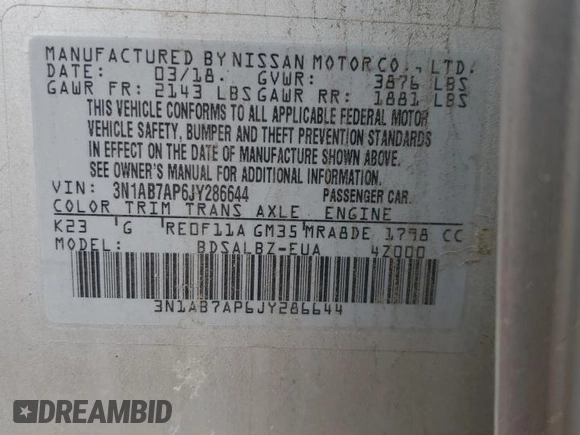 MANUFACTURED BY NISSAN MOTOR CO., LTD.
DATE: 03/18. GVWR: 3876 LBS
GAWR FR: 2143 LBS GAWR RR: 1881 LBS
THIS VEHICLE CONFORMS TO ALL APPLICABLE FEDERAL MOTOR
VEHICLE SAFETY, BUMPER AND THEFT PREVENTION STANDARDS
IN EFFECT ON THE DATE OF MANUFACTURE SHOWN ABOVE.
SEE OWNER'S MANUAL FOR ADDITIONAL INFORMATION.
VIN: 3N1AB7AP6JY286644 PASSENGER CAR.
COLOR TRIM TRANS AXLE ENGINE
K23 G RE0F11A GM35 MRA8DE 1798 CC
MODEL: BDSALBZ-EUA 4Z000
3N1AB7AP6JY286644
DREAMBID